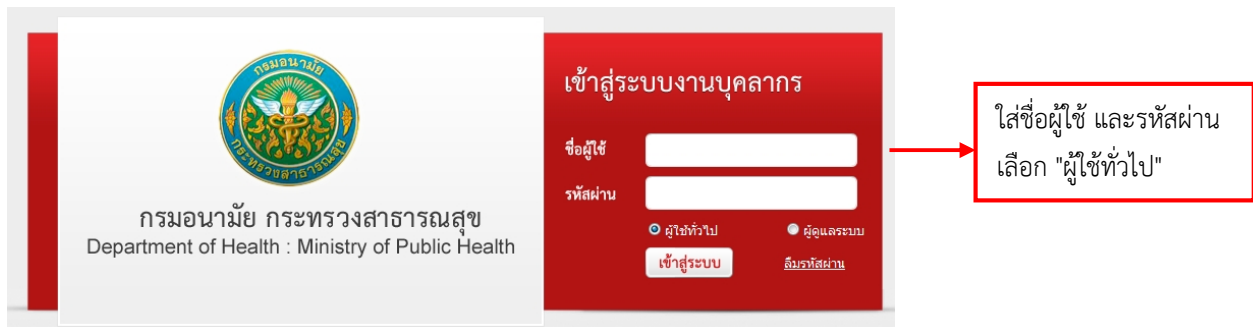 กรมอนามัย
กระทรวงสาธารณสุข
กรมอนามัย กระทรวงสาธารณสุข
Department of Health : Ministry of Public Health
เข้าสู่ระบบงานบุคลากร
ชื่อผู้ใช้
รหัสผ่าน
ผู้ใช้ทั่วไป ผู้ดูแลระบบ
เข้าสู่ระบบ ลืมรหัสผ่าน
ใส่ชื่อผู้ใช้ และรหัสผ่าน
เลือก "ผู้ใช้ทั่วไป"